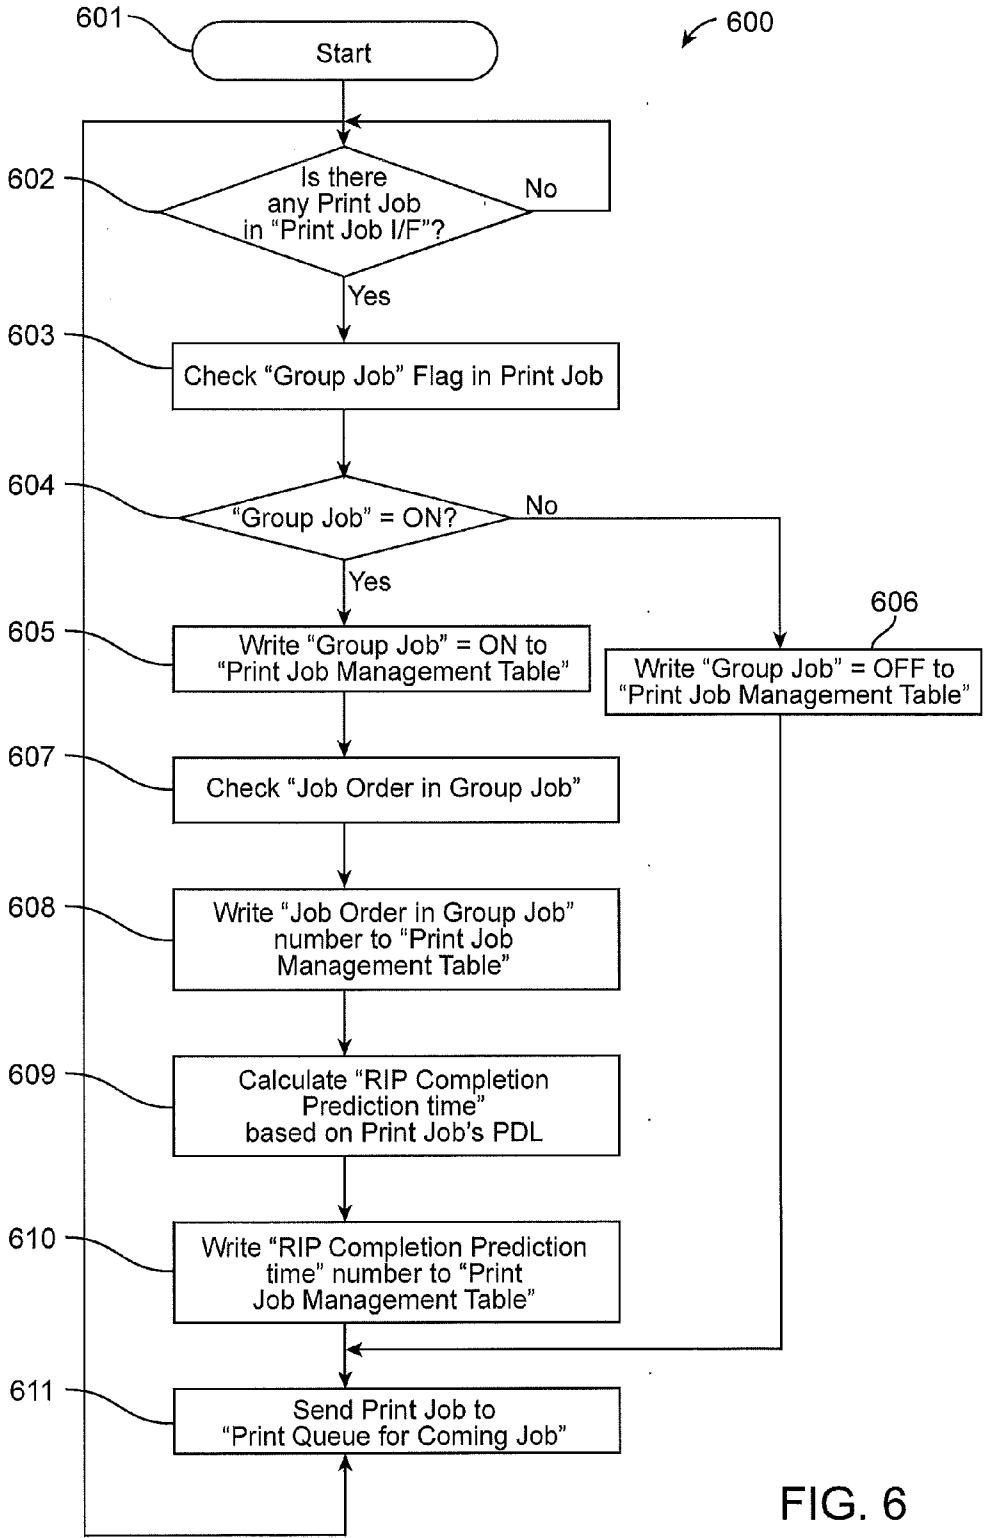 601
600
Start
602
Is there
any Print Job
in “Print Job I/F”?
No
Yes
603
Check “Group Job” Flag in Print Job
604
“Group Job” = ON?
No
Yes
606
605
Write “Group Job” = ON to
“Print Job Management Table”
Write “Group Job” = OFF to
“Print Job Management Table”
607
Check “Job Order in Group Job”
608
Write “Job Order in Group Job”
number to “Print Job
Management Table”
609
Calculate “RIP Completion
Prediction time”
based on Print Job’s PDL
610
Write “RIP Completion Prediction
time” number to “Print
Job Management Table”
611
Send Print Job to
“Print Queue for Coming Job”
FIG. 6